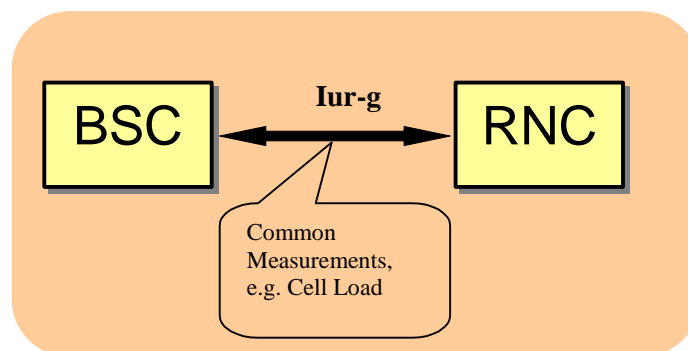 Iur-g
BSC
RNC
Common
Measurements,
e.g. Cell Load